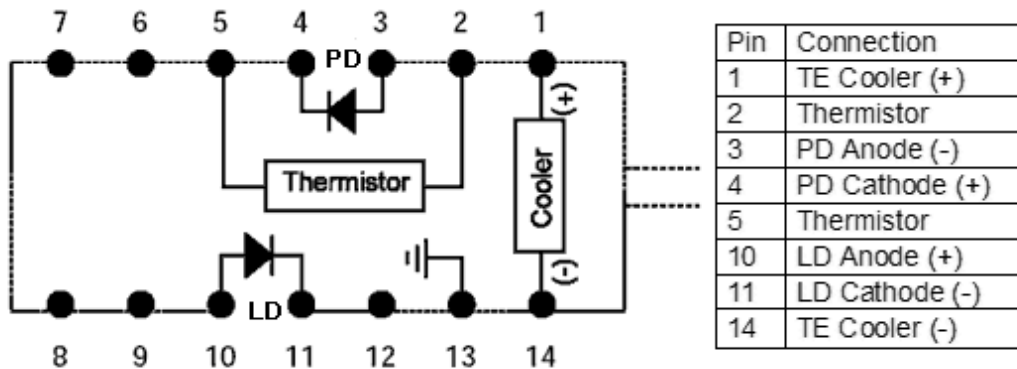 7 6 5 4 3 2 1
PD
(+)
Thermistor
Cooler
(-)
LD
8 9 10 11 12 13 14
Pin Connection
1 TE Cooler (+)
2 Thermistor
3 PD Anode (-)
4 PD Cathode (+)
5 Thermistor
10 LD Anode (+)
11 LD Cathode (-)
14 TE Cooler (-)